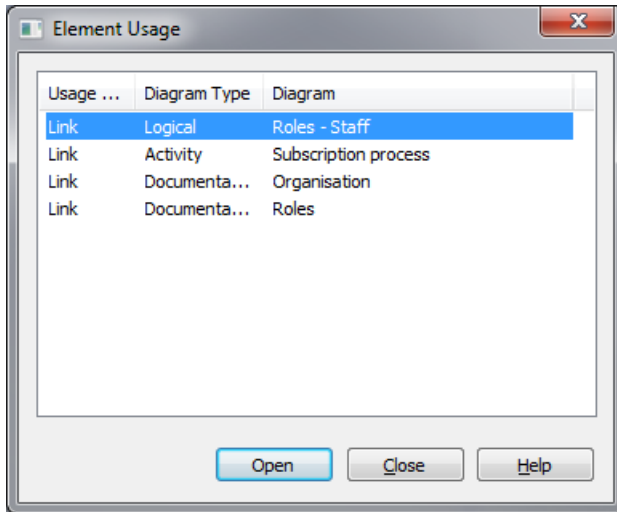 Element Usage
Usage ... Diagram Type Diagram
Link Logical Roles - Staff
Link Activity Subscription process
Link Documenta... Organisation
Link Documenta... Roles
Open Close Help